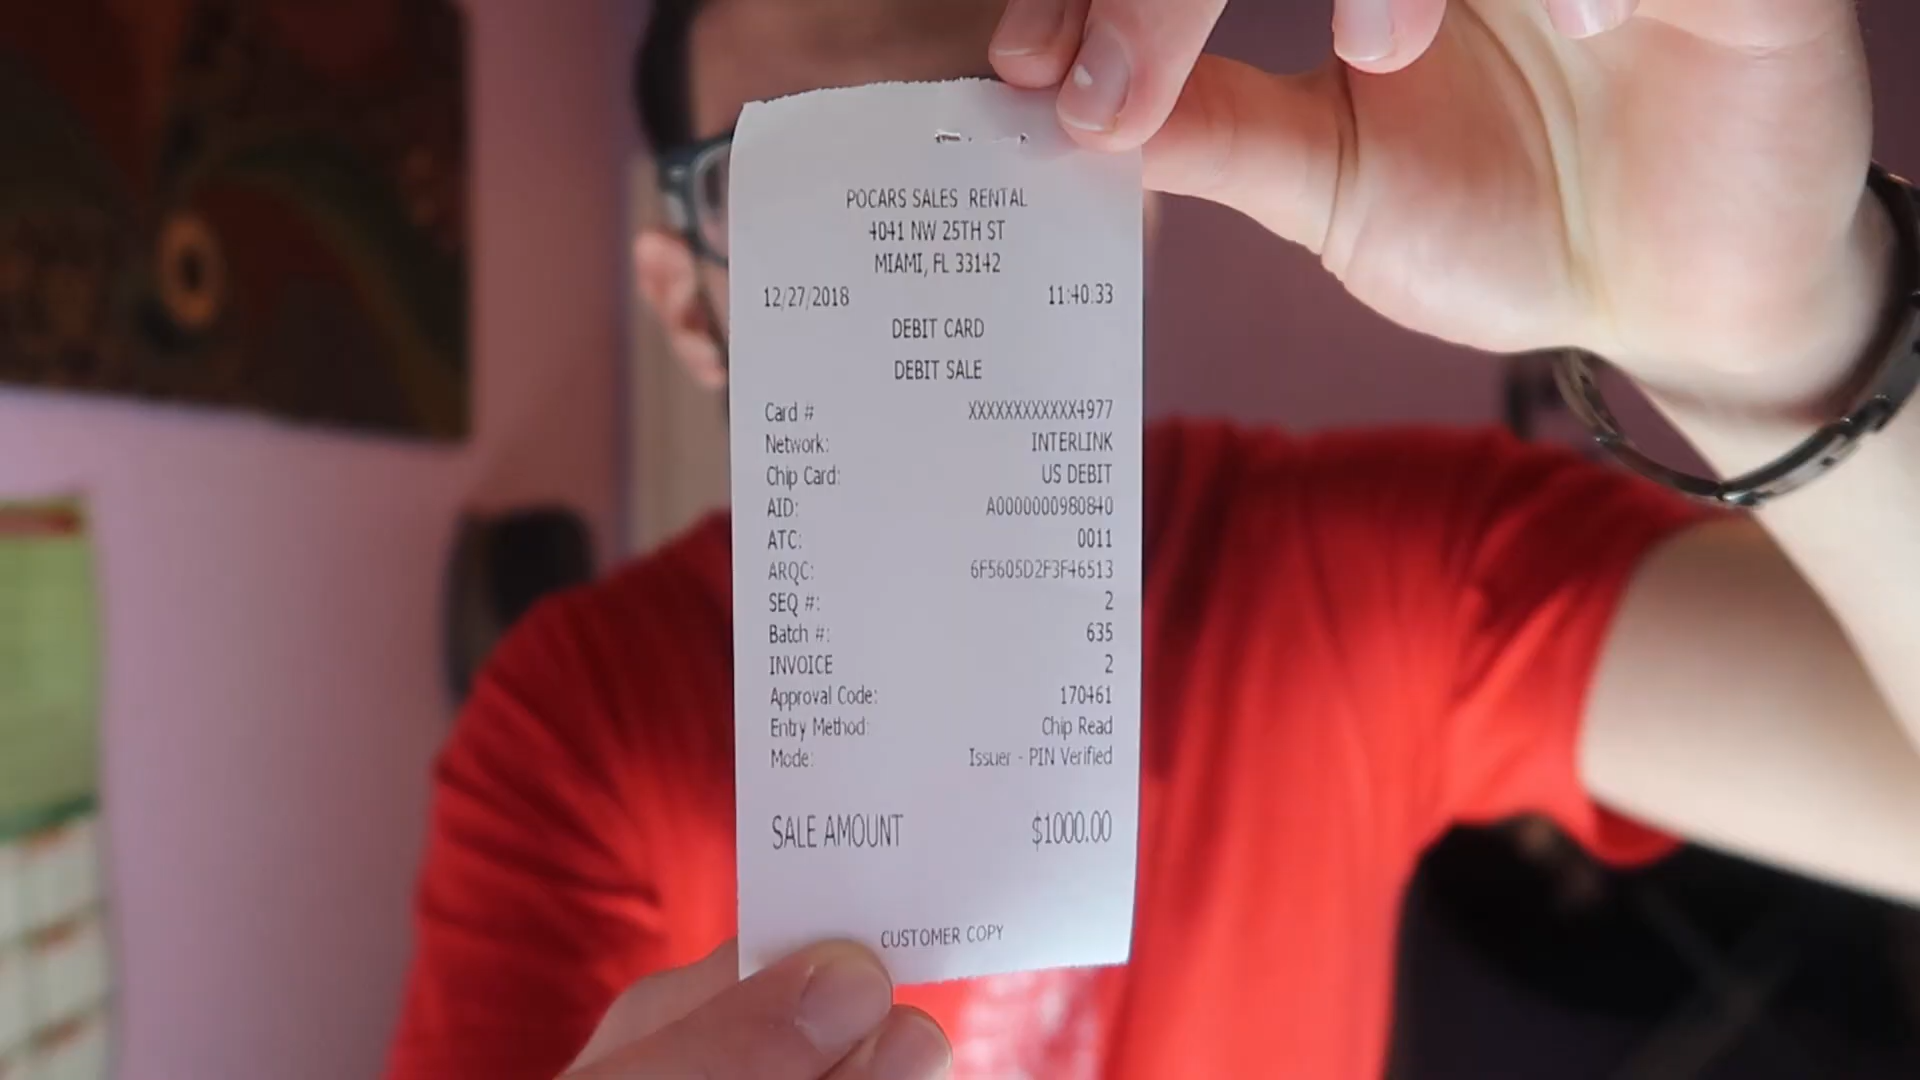 POCARS SALES RENTAL
4041 NW 25TH ST
MIAMI, FL 33142
12/27/2018 11:40:33
DEBIT CARD
DEBIT SALE
Card # XXXXXXXXXXXX4977
Network: INTERLINK
Chip Card: US DEBIT
AID: A0000000980840
ATC: 0011
ARQC: 6F5605D2F3F46513
SEQ #: 2
Batch #: 635
INVOICE 2
Approval Code: 170461
Entry Method: Chip Read
Mode: Issuer - PIN Verified
SALE AMOUNT $1000.00
CUSTOMER COPY